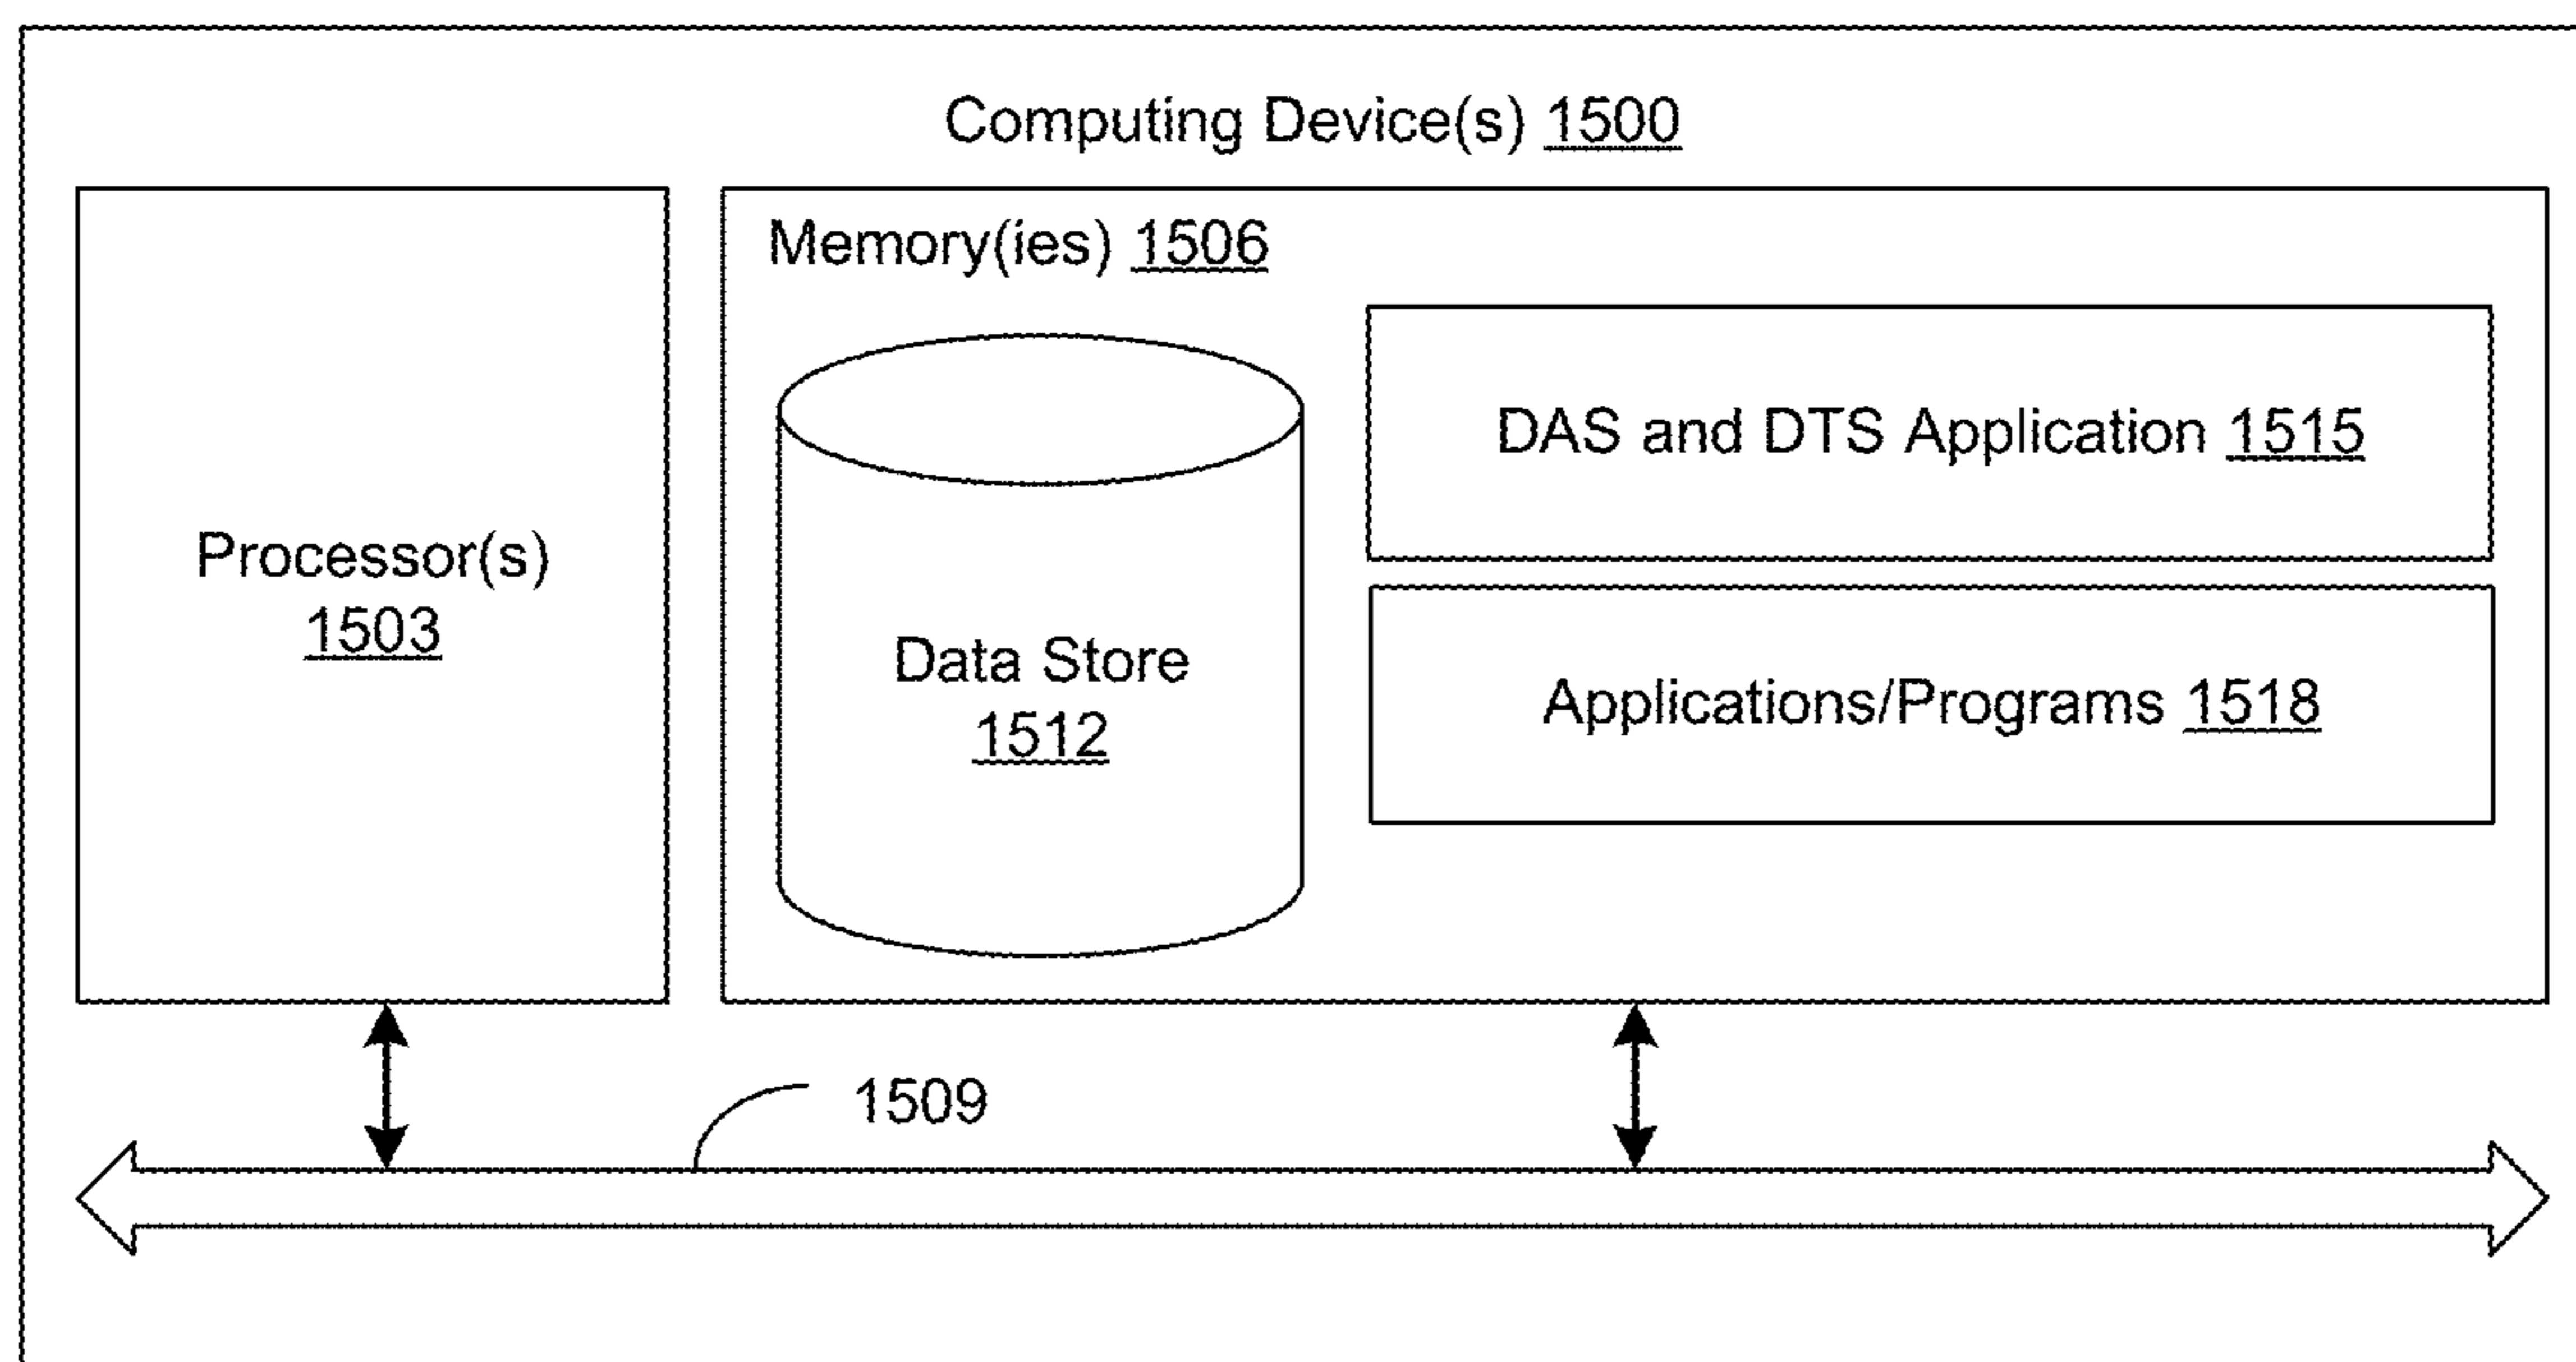 Computing Device(s) 1500
Processor(s)
1503
Memory(ies) 1506
Data Store
1512
DAS and DTS Application 1515
Applications/Programs 1518
1509